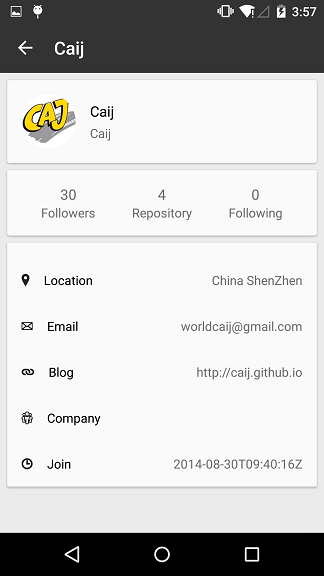 3:57
Caij
CAJ
Caij
Caij
30 4 0
Followers Repository Following
Location China ShenZhen
Email worldcaij@gmail.com
Blog http://caij.github.io
Company
Join 2014-08-30T09:40:16Z